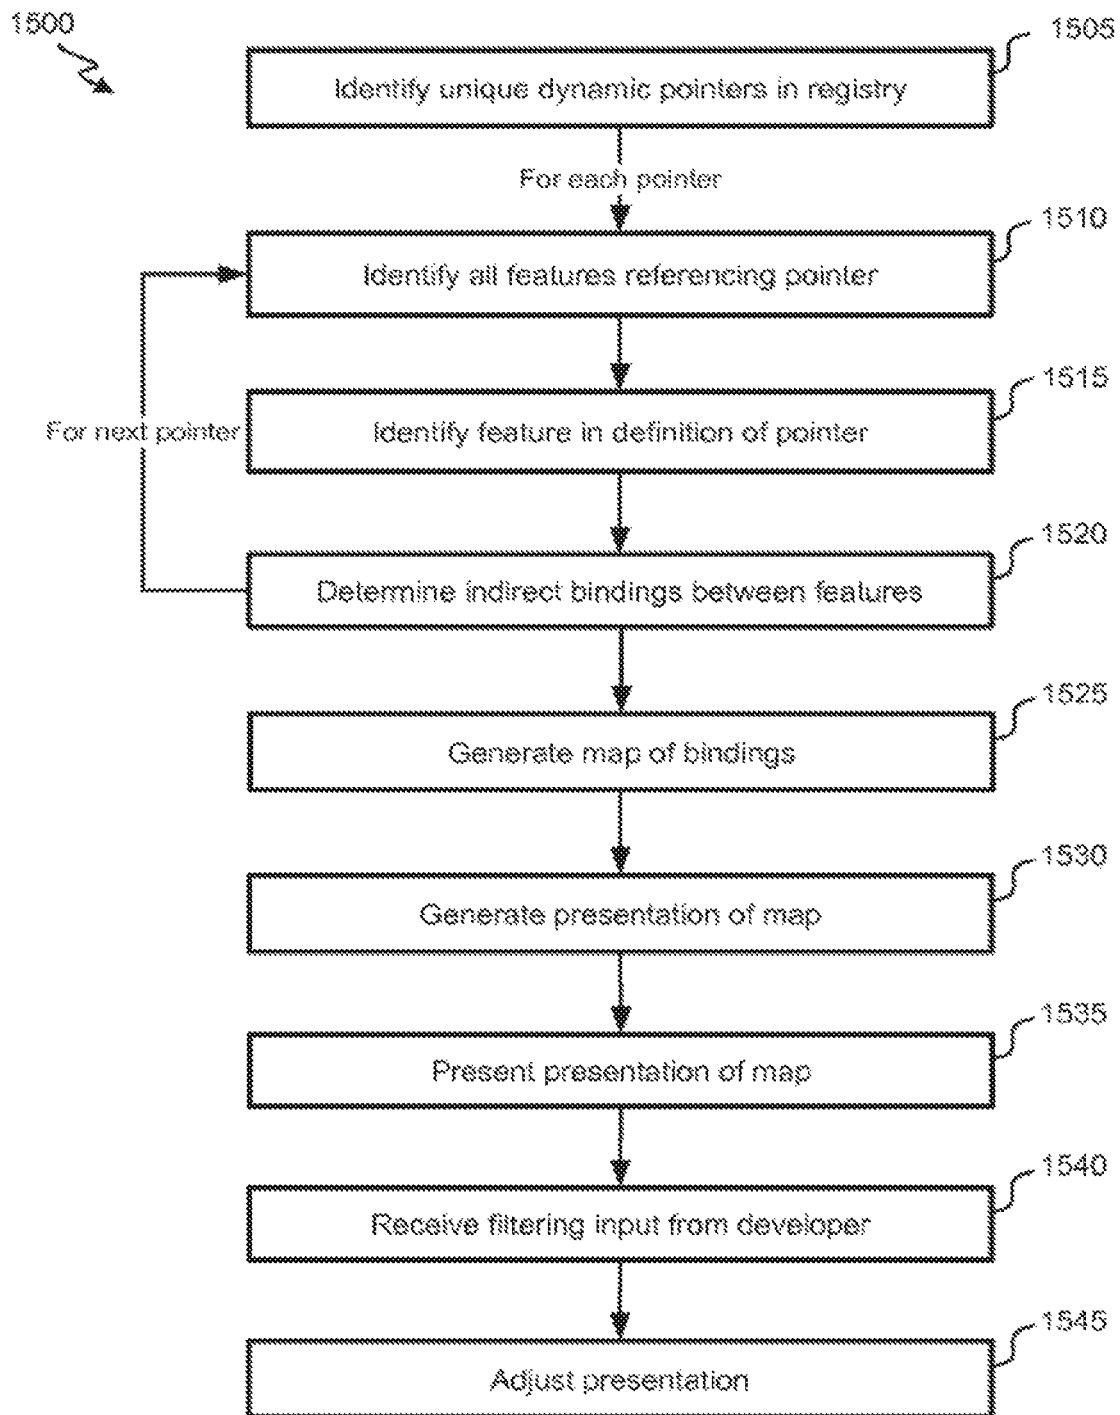 1500
1505
Identify unique dynamic pointers in registry
For each pointer
1510
Identify all features referencing pointer
1515
For next pointer
Identify feature in definition of pointer
1520
Determine indirect bindings between features
1525
Generate map of bindings
1530
Generate presentation of map
1535
Present presentation of map
1540
Receive filtering input from developer
1545
Adjust presentation